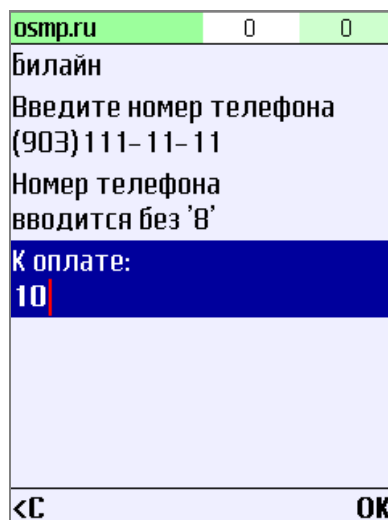 osmp.ru 0 0
Билайн
Введите номер телефона
(903)111-11-11
Номер телефона
вводится без '8'
К оплате:
10
<C OK